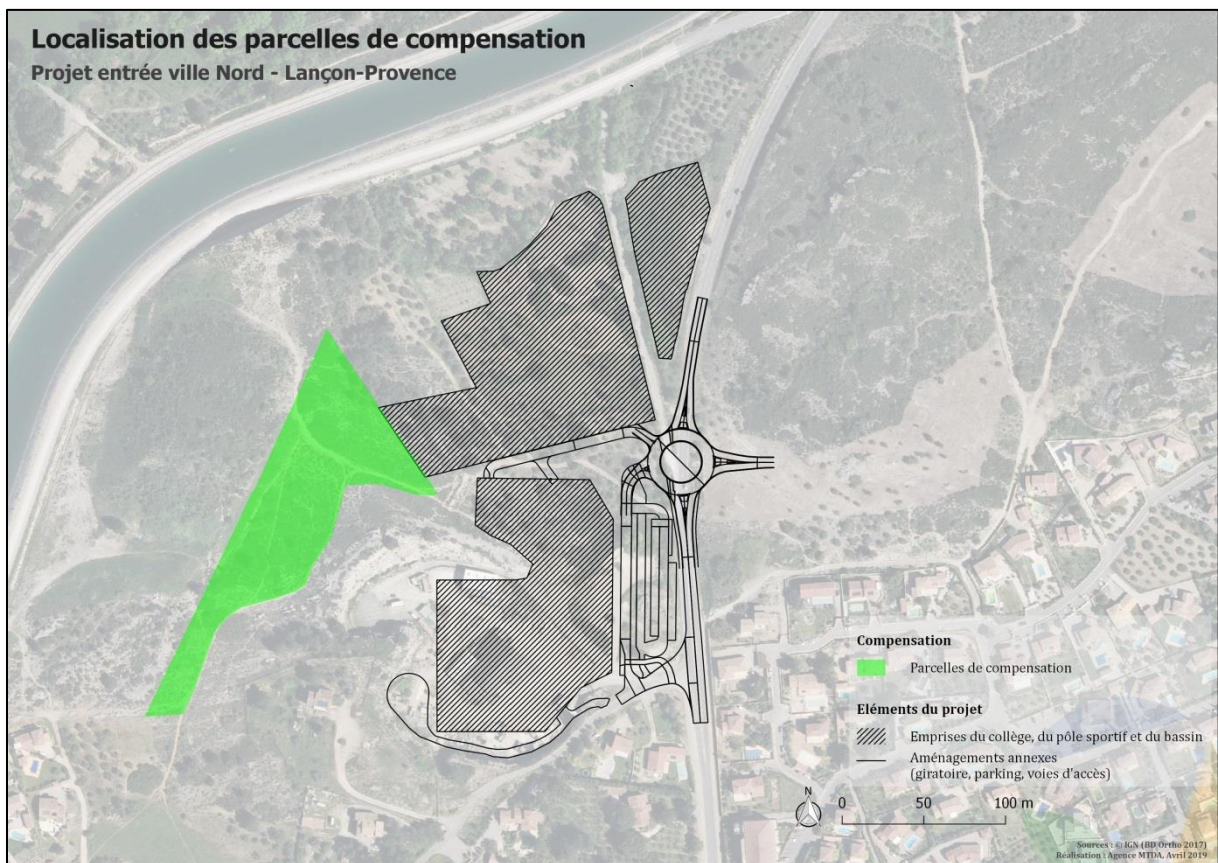 Localisation des parcelles de compensation
Projet entrée ville Nord - Lançon-Provence
Compensation
Parcelles de compensation
Eléments du projet
Emprises du collège, du pôle sportif et du bassin
Aménagements annexes
(giratoire, parking, voies d'accès)
N
0 50 100 m
Sources : © IGN (BD Ortho 2017)
Réalisation : Agence MTDA, Avril 2019